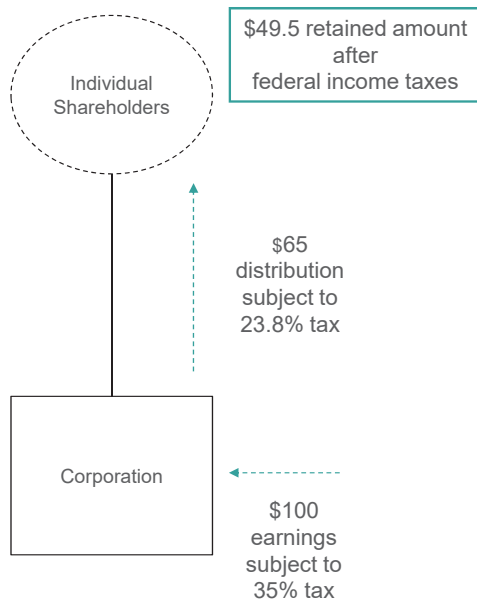 $49.5 retained amount
after
federal income taxes
Individual
Shareholders
$65
distribution
subject to
23.8% tax
Corporation
$100
earnings
subject to
35% tax